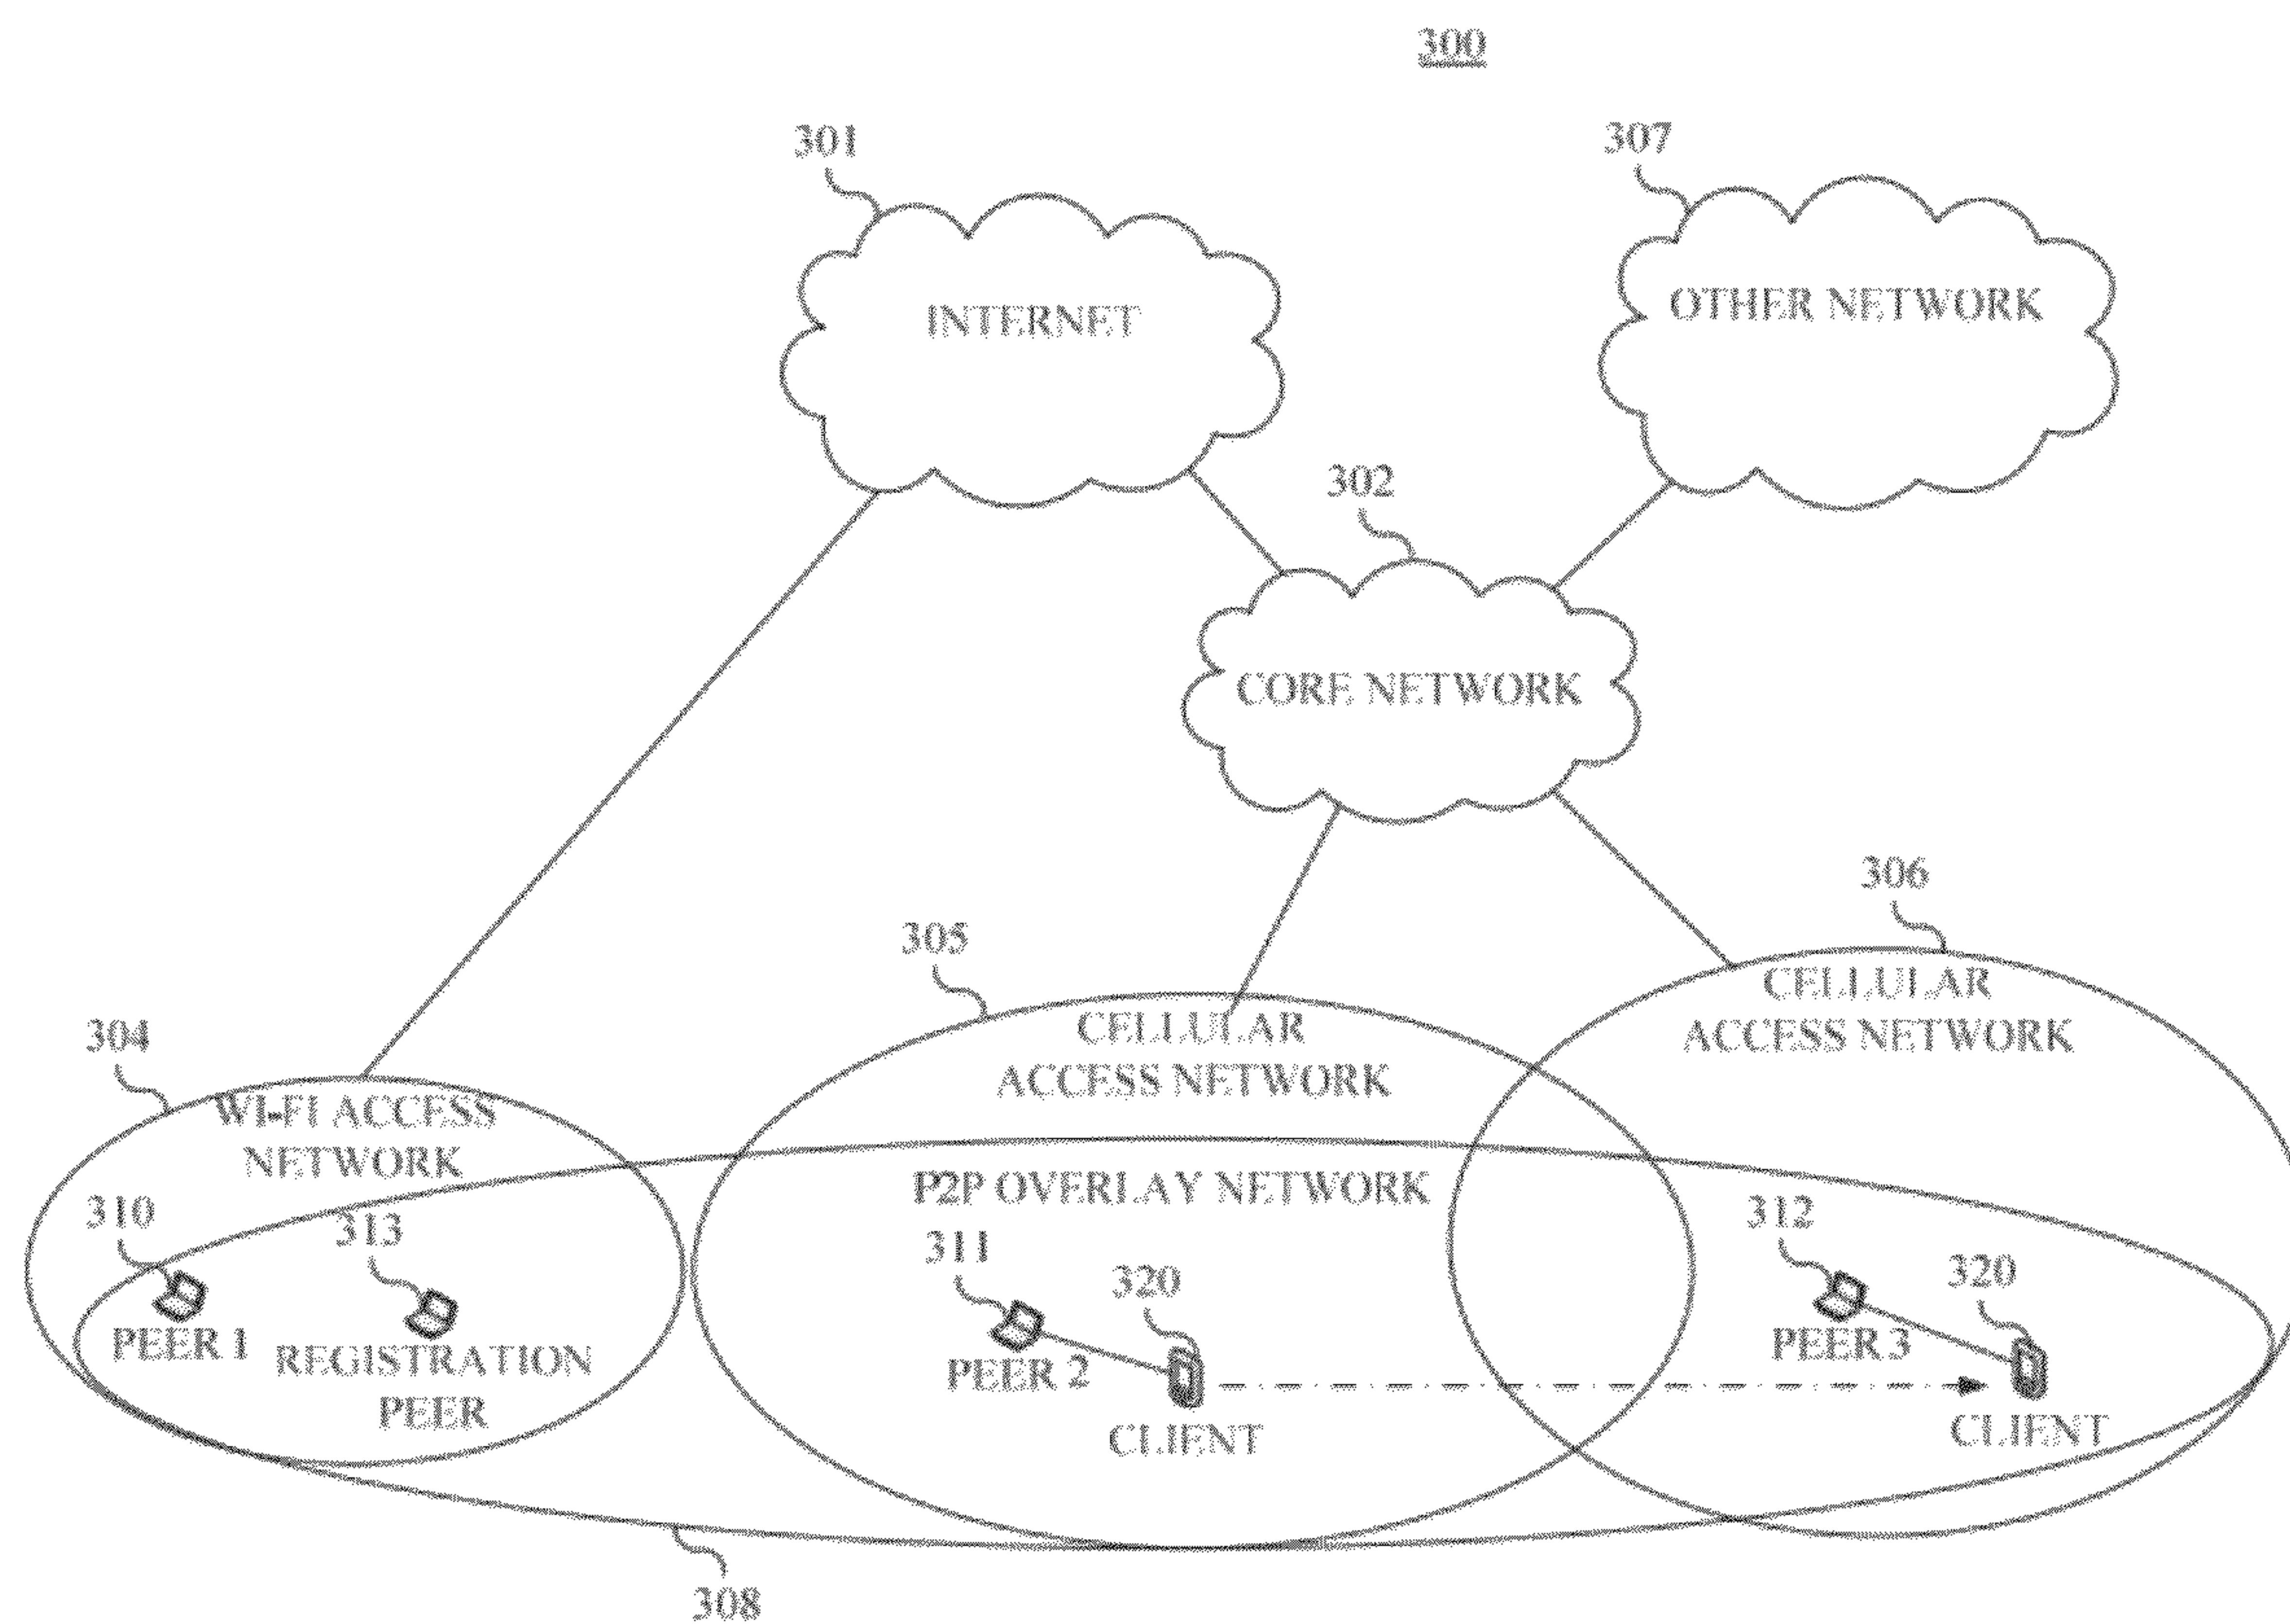 300
301
307
INTERNET
OTHER NETWORK
302
CORE NETWORK
306
305
CELLULAR
ACCESS NETWORK
304
CELLULAR
ACCESS NETWORK
WI-FI ACCESS
NETWORK
P2P OVERLAY NETWORK
310
313
311
320
312
320
PEER 1
REGISTRATION
PEER
PEER 2
CLIENT
PEER 3
CLIENT
308